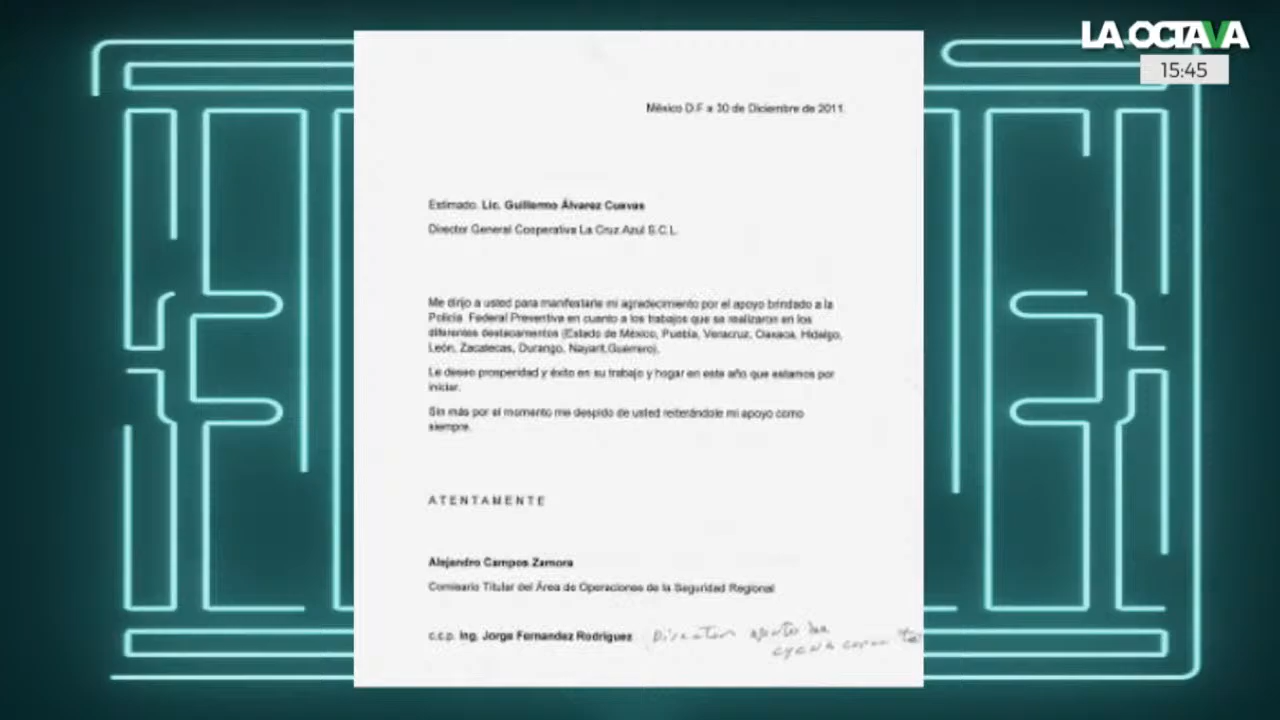 LA OCTAVA
15:45
México D.F a 30 de Diciembre de 2011.
Estimado. Lic. Guillermo Álvarez Cuevas
Director General Cooperativa La Cruz Azul S.C.L.
Me dirijo a usted para manifestarle mi agradecimiento por el apoyo brindado a la
Policía Federal Preventiva en cuanto a los trabajos que se realizaron en los
diferentes destacamentos (Estado de México, Puebla, Veracruz, Oaxaca, Hidalgo,
León, Zacatecas, Durango, Nayarit,Guerrero).
Le deseo prosperidad y éxito en su trabajo y hogar en este año que estamos por
iniciar.
Sin más por el momento me despido de usted reiterándole mi apoyo como
siempre.
ATENTAMENTE
Alejandro Campos Zamora
Comisario Titular del Área de Operaciones de la Seguridad Regional
c.c.p. Ing. Jorge Fernandez Rodríguez Director